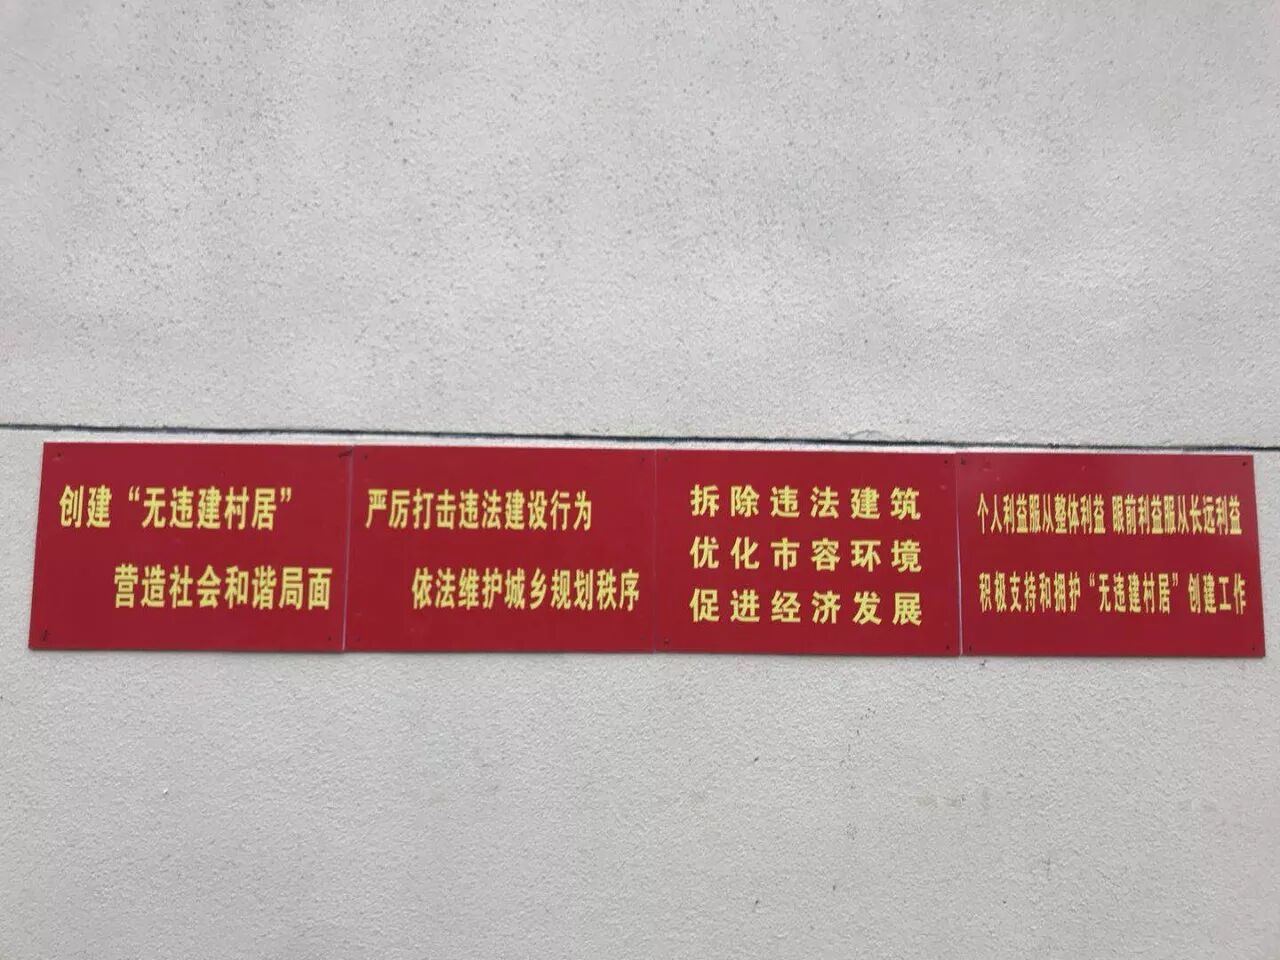 创建“无违建村居”
营造社会和谐局面
严厉打击违法建设行为
依法维护城乡规划秩序
拆除违法建筑
优化市容环境
促进经济发展
个人利益服从整体利益 眼前利益服从长远利益
积极支持和拥护“无违建村居”创建工作